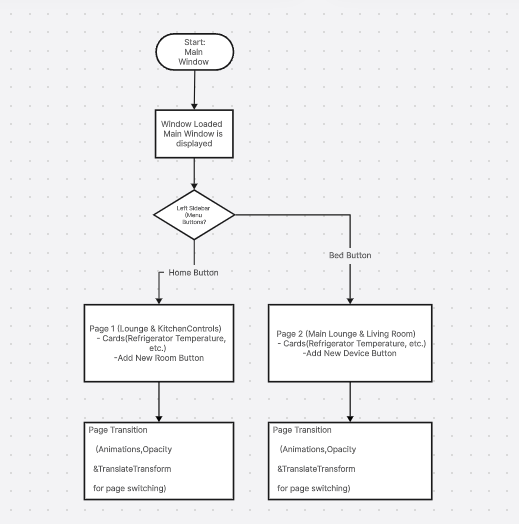 Start:
Main
Window
Window Loaded
Main Window is
displayed
Left Sidebar
(Menu
Buttons?
Home Button
Bed Button
Page 1 (Lounge & KitchenControls)
- Cards(Refrigerator Temperature,
etc.)
-Add New Room Button
Page 2 (Main Lounge & Living Room)
- Cards(Refrigerator Temperature, etc.)
-Add New Device Button
Page Transition
(Animations,Opacity
&TranslateTransform
for page switching)
Page Transition
(Animations,Opacity
&TranslateTransform
for page switching)